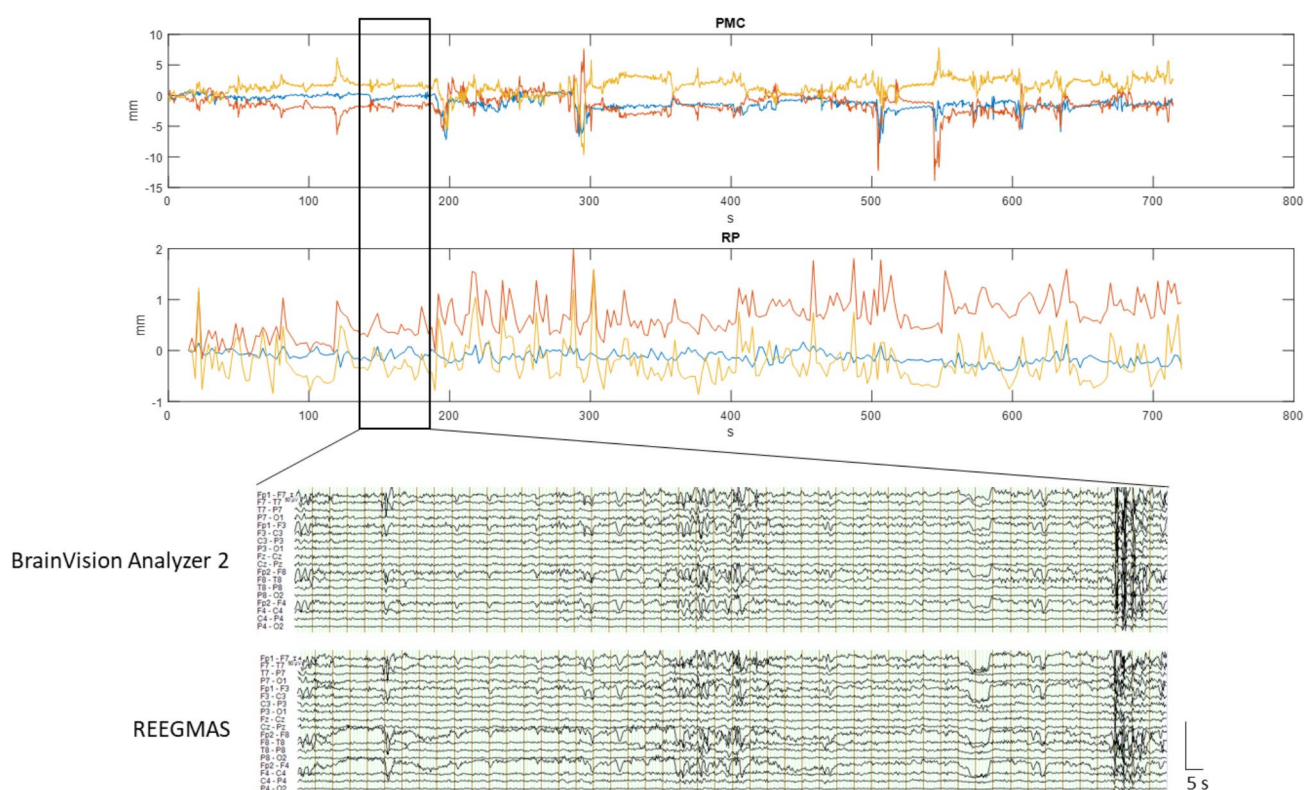 PMC
10
5
0
-5
-10
-15
mm
0 100 200 300 400 500 600 700 800
s
RP
2
1
0
-1
mm
0 100 200 300 400 500 600 700 800
s
BrainVision Analyzer 2
Fp1 - F7
F7 - T7
T7 - P7
P7 - O1
Fp1 - F3
F3 - C3
C3 - P3
P3 - O1
Fz - Cz
Cz - Pz
Fp2 - F8
F8 - T8
T8 - P8
P8 - O2
Fp2 - F4
F4 - C4
C4 - P4
P4 - O2
REEGMAS
Fp1 - F7
F7 - T7
T7 - P7
P7 - O1
Fp1 - F3
F3 - C3
C3 - P3
P3 - O1
Fz - Cz
Cz - Pz
Fp2 - F8
F8 - T8
T8 - P8
P8 - O2
Fp2 - F4
F4 - C4
C4 - P4
P4 - O2
5 s